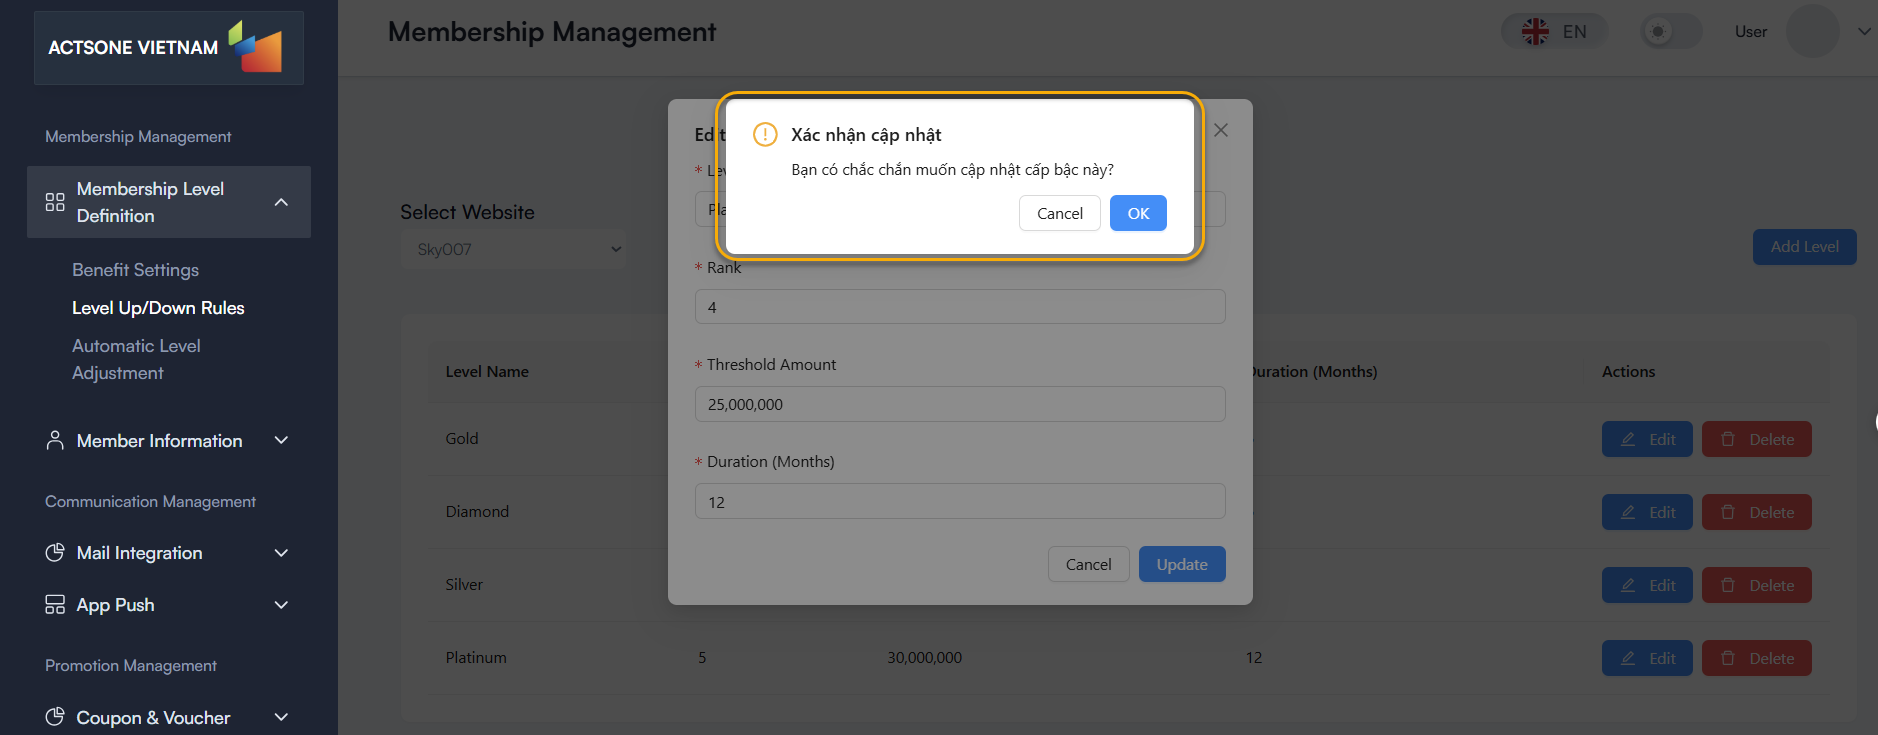 ACTSONE VIETNAM
Membership Management
Membership Level
Definition
Benefit Settings
Level Up/Down Rules
Automatic Level
Adjustment
Member Information
Communication Management
Mail Integration
App Push
Promotion Management
Coupon & Voucher
Membership Management
EN
User
Select Website
Sky007
Add Level
Xác nhận cập nhật
Bạn có chắc chắn muốn cập nhật cấp bậc này?
Cancel
OK
* Rank
4
* Threshold Amount
25,000,000
* Duration (Months)
12
Cancel
Update
Level Name
Duration (Months)
Actions
Gold
Edit
Delete
Diamond
Edit
Delete
Silver
Edit
Delete
Platinum
5
30,000,000
12
Edit
Delete